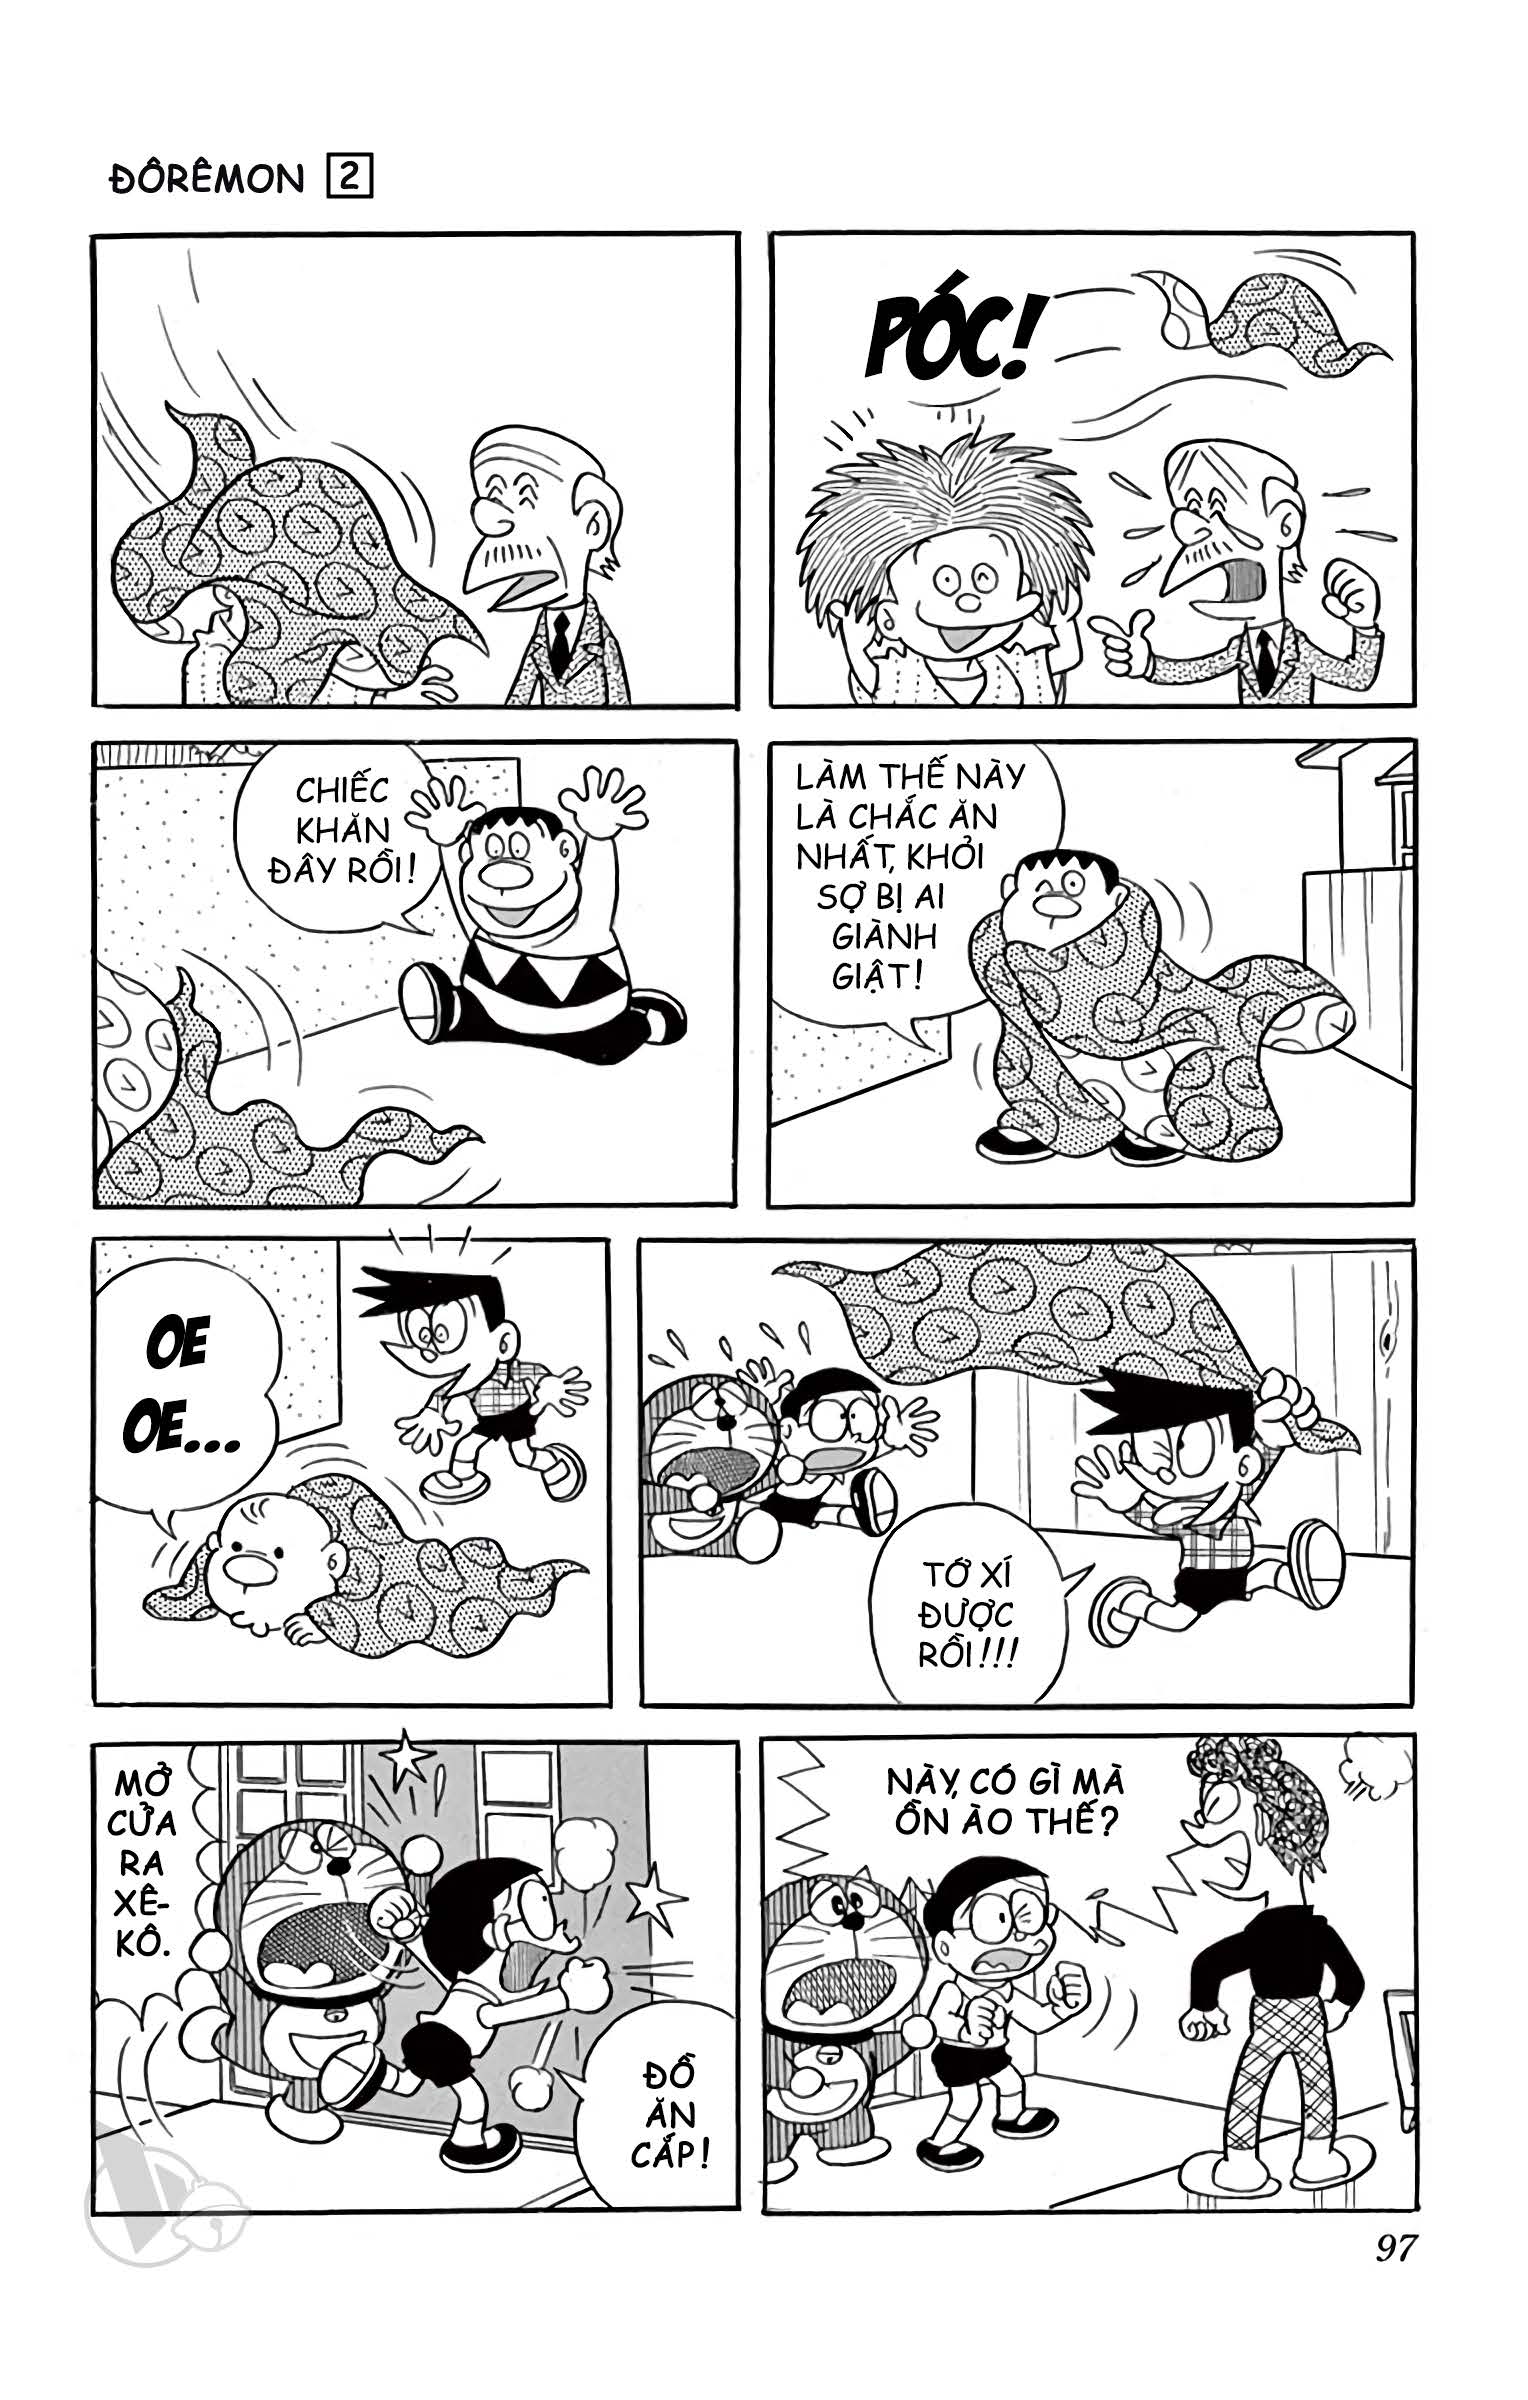 ĐÔRÊMON 2
PÓC!
CHIẾC
KHĂN
ĐÂY RỒI!
LÀM THẾ NÀY
LÀ CHẮC ĂN
NHẤT, KHỎI
SỢ BỊ AI
GIÀNH
GIẬT!
OE
OE...
TỚ XÍ
ĐƯỢC
RỒI!!!
MỞ
CỬA
RA
XÊ-
KÔ.
ĐỒ
ĂN
CẮP!
NÀY, CÓ GÌ MÀ
ỒN ÀO THẾ?
97